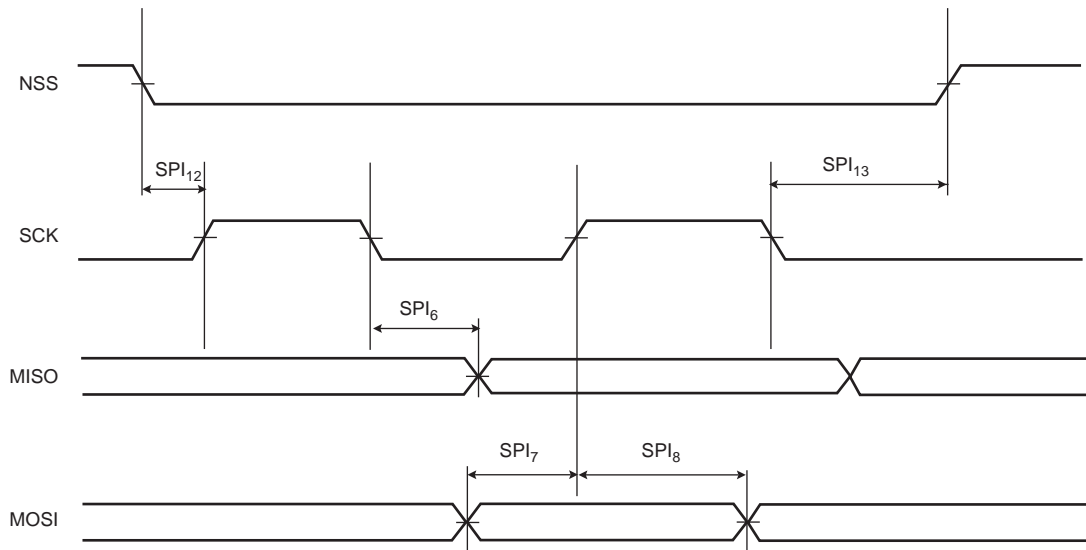 NSS
SPI₁₂
SPI₁₃
SCK
SPI₆
MISO
SPI₇
SPI₈
MOSI